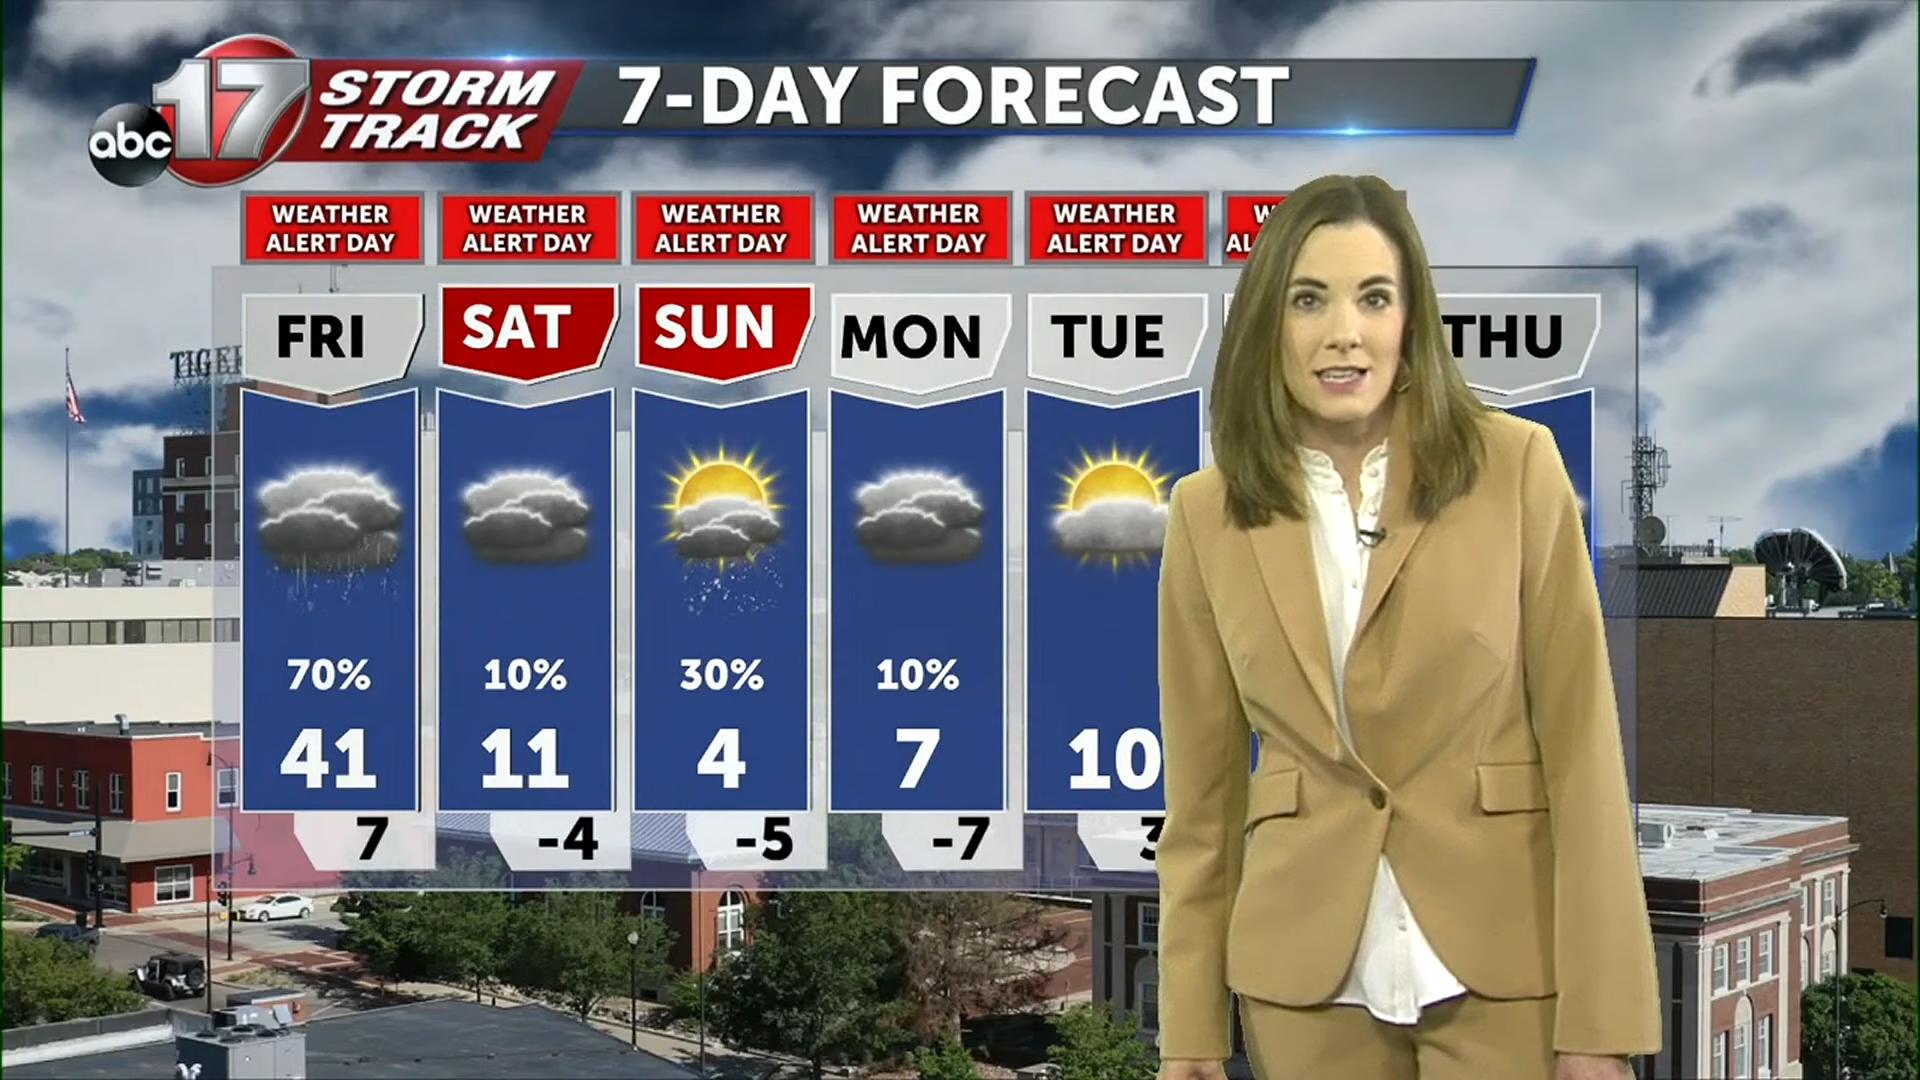 abc 17 STORM TRACK
7-DAY FORECAST
WEATHER ALERT DAY
WEATHER ALERT DAY
WEATHER ALERT DAY
WEATHER ALERT DAY
WEATHER ALERT DAY
FRI
SAT
SUN
MON
TUE
THU
70%
10%
30%
10%
41
11
4
7
10
7
-4
-5
-7
3